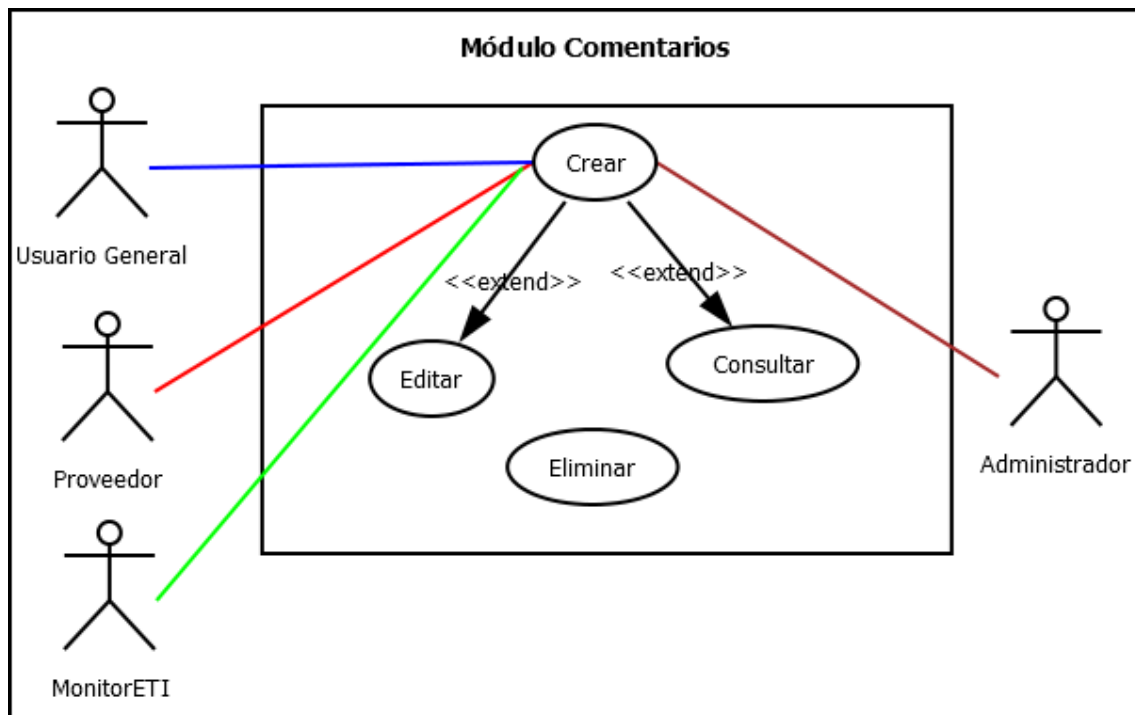 Módulo Comentarios
Crear
Usuario General
<<extend>>
<<extend>>
Editar
Consultar
Eliminar
Proveedor
Administrador
MonitorETI